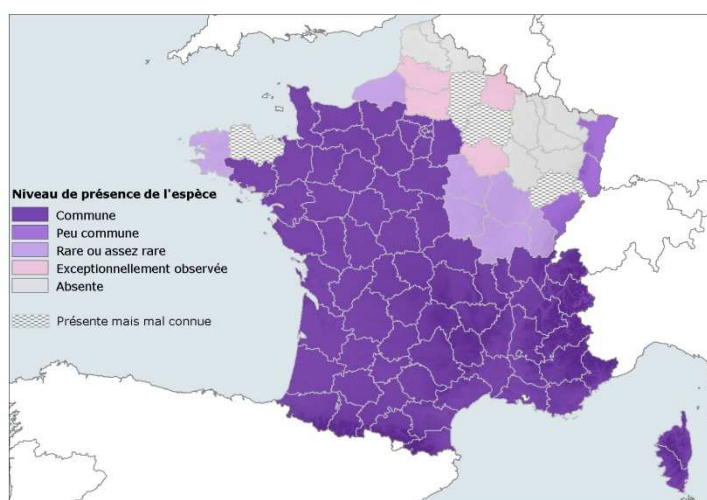 Niveau de présence de l'espèce
Commune
Peu commune
Rare ou assez rare
Exceptionnellement observée
Absente
Présente mais mal connue